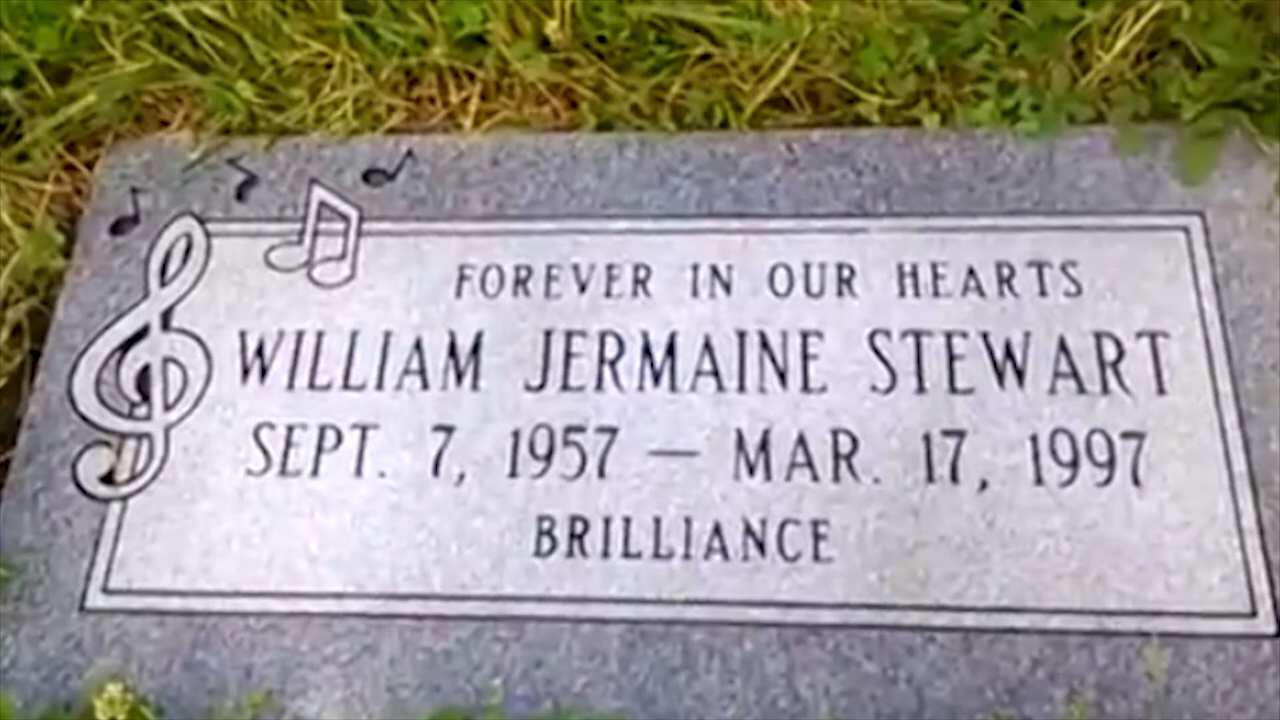 FOREVER IN OUR HEARTS
WILLIAM JERMAINE STEWART
SEPT. 7, 1957 — MAR. 17, 1997
BRILLIANCE